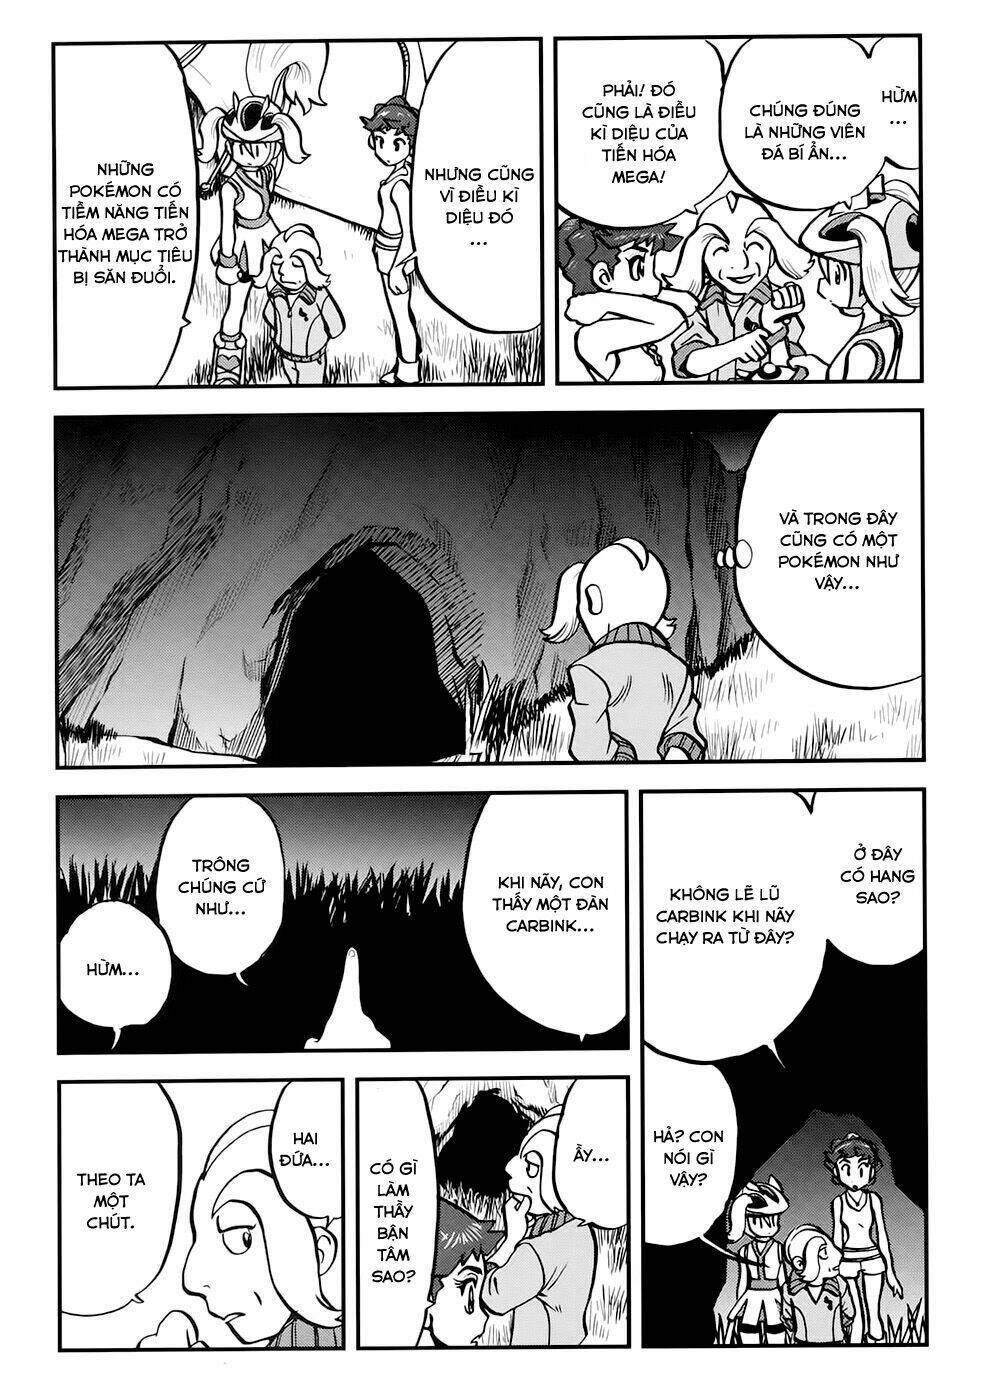 HỪM
...
CHÚNG ĐÚNG
LÀ NHỮNG VIÊN
ĐÁ BÍ ẨN...
PHẢI! ĐÓ
CŨNG LÀ ĐIỀU
KÌ DIỆU CỦA
TIẾN HÓA
MEGA!
NHƯNG CŨNG
VÌ ĐIỀU KÌ
DIỆU ĐÓ
...
NHỮNG
POKÉMON CÓ
TIỀM NĂNG TIẾN
HÓA MEGA TRỞ
THÀNH MỤC TIÊU
BỊ SĂN ĐUỔI.
VÀ TRONG ĐÂY
CŨNG CÓ MỘT
POKÉMON NHƯ
VẬY...
Ở ĐÂY
CÓ HANG
SAO?
KHÔNG LẼ LŨ
CARBINK KHI NÃY
CHẠY RA TỪ ĐÂY?
HẢ? CON
NÓI GÌ
VẬY?
KHI NÃY, CON
THẤY MỘT ĐÀN
CARBINK...
TRÔNG
CHÚNG CỨ
NHƯ...
HỪM...
ẦY...
CÓ GÌ
LÀM
THẦY
BẬN
TÂM
SAO?
HAI
ĐỨA...
THEO TA
MỘT
CHÚT.